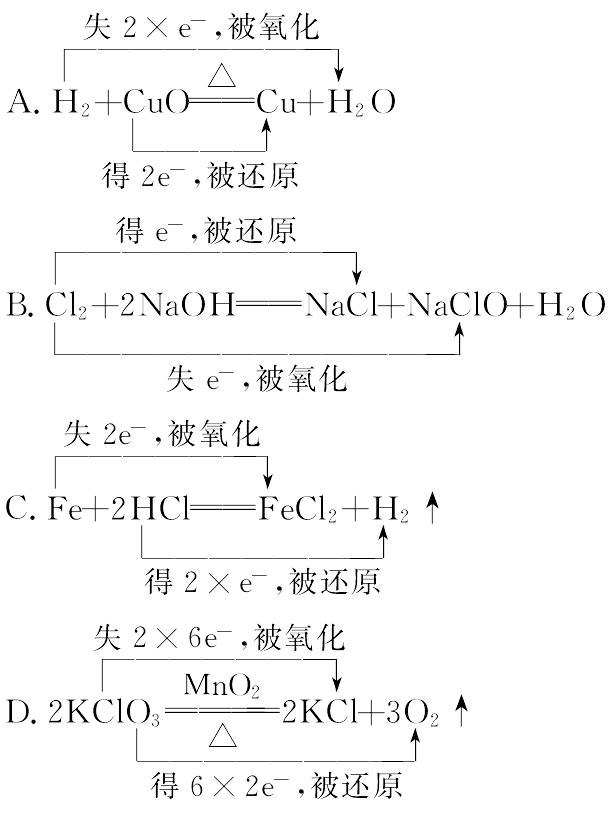 失 2×e⁻,被氧化
△
A. H₂+CuO══Cu+H₂O
得 2e⁻,被还原
得 e⁻,被还原
B. Cl₂+2NaOH══NaCl+NaClO+H₂O
失 e⁻,被氧化
失 2e⁻,被氧化
C. Fe+2HCl══FeCl₂+H₂↑
得 2×e⁻,被还原
失 2×6e⁻,被氧化
MnO₂
D. 2KClO₃══2KCl+3O₂↑
△
得 6×2e⁻,被还原